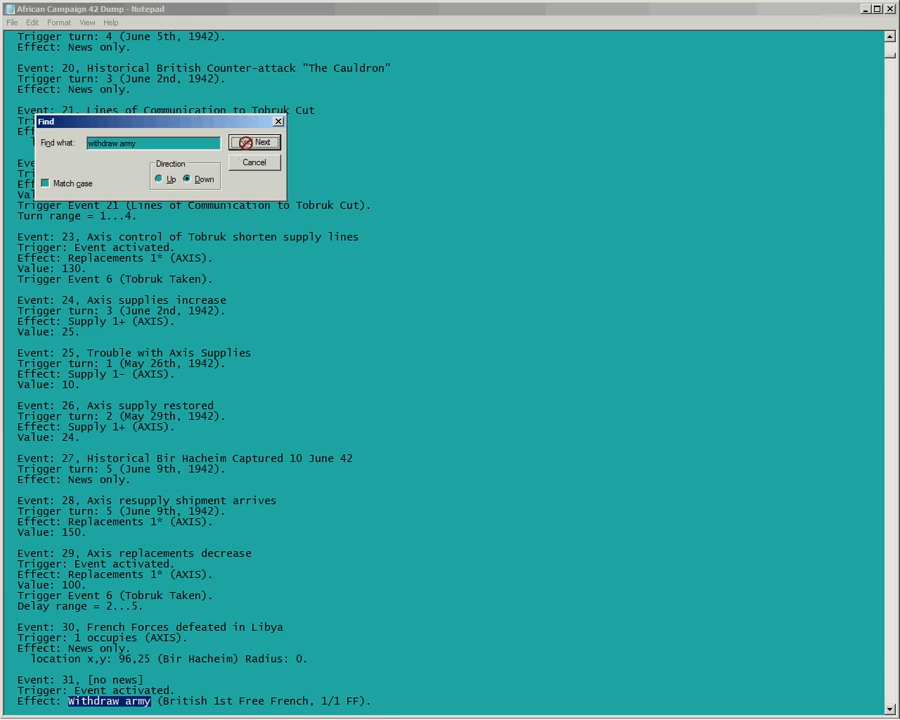 African Campaign 42 Dump - Notepad
File Edit Format View Help
Trigger turn: 4 (June 5th, 1942).
Effect: News only.
Event: 20, Historical British Counter-attack "The Cauldron"
Trigger turn: 3 (June 2nd, 1942).
Effect: News only.
Event: 21, Lines of Communication to Tobruk Cut
Find
Find what: withdraw army
Next
Cancel
Direction
Up Down
Match case
Trigger Event 21 (Lines of Communication to Tobruk Cut).
Turn range = 1...4.
Event: 23, Axis control of Tobruk shorten supply lines
Trigger: Event activated.
Effect: Replacements 1* (AXIS).
Value: 130.
Trigger Event 6 (Tobruk Taken).
Event: 24, Axis supplies increase
Trigger turn: 3 (June 2nd, 1942).
Effect: Supply 1+ (AXIS).
Value: 25.
Event: 25, Trouble with Axis Supplies
Trigger turn: 1 (May 26th, 1942).
Effect: Supply 1- (AXIS).
Value: 10.
Event: 26, Axis supply restored
Trigger turn: 2 (May 29th, 1942).
Effect: Supply 1+ (AXIS).
Value: 24.
Event: 27, Historical Bir Hacheim Captured 10 June 42
Trigger turn: 5 (June 9th, 1942).
Effect: News only.
Event: 28, Axis resupply shipment arrives
Trigger turn: 5 (June 9th, 1942).
Effect: Replacements 1* (AXIS).
Value: 150.
Event: 29, Axis replacements decrease
Trigger: Event activated.
Effect: Replacements 1* (AXIS).
Value: 100.
Trigger Event 6 (Tobruk Taken).
Delay range = 2...5.
Event: 30, French Forces defeated in Libya
Trigger: 1 occupies (AXIS).
Effect: News only.
location x,y: 96,25 (Bir Hacheim) Radius: 0.
Event: 31, [no news]
Trigger: Event activated.
Effect: Withdraw army (British 1st Free French, 1/1 FF).